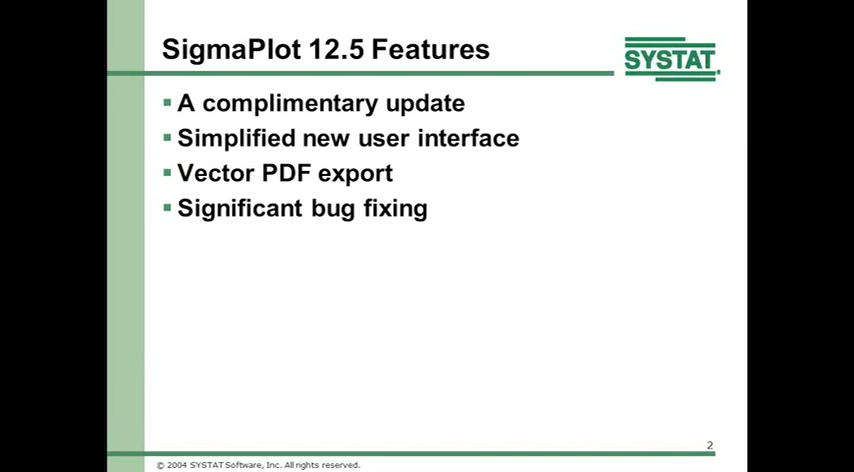 SigmaPlot 12.5 Features
SYSTAT
A complimentary update
Simplified new user interface
Vector PDF export
Significant bug fixing
2
© 2004 SYSTAT Software, Inc. All rights reserved.